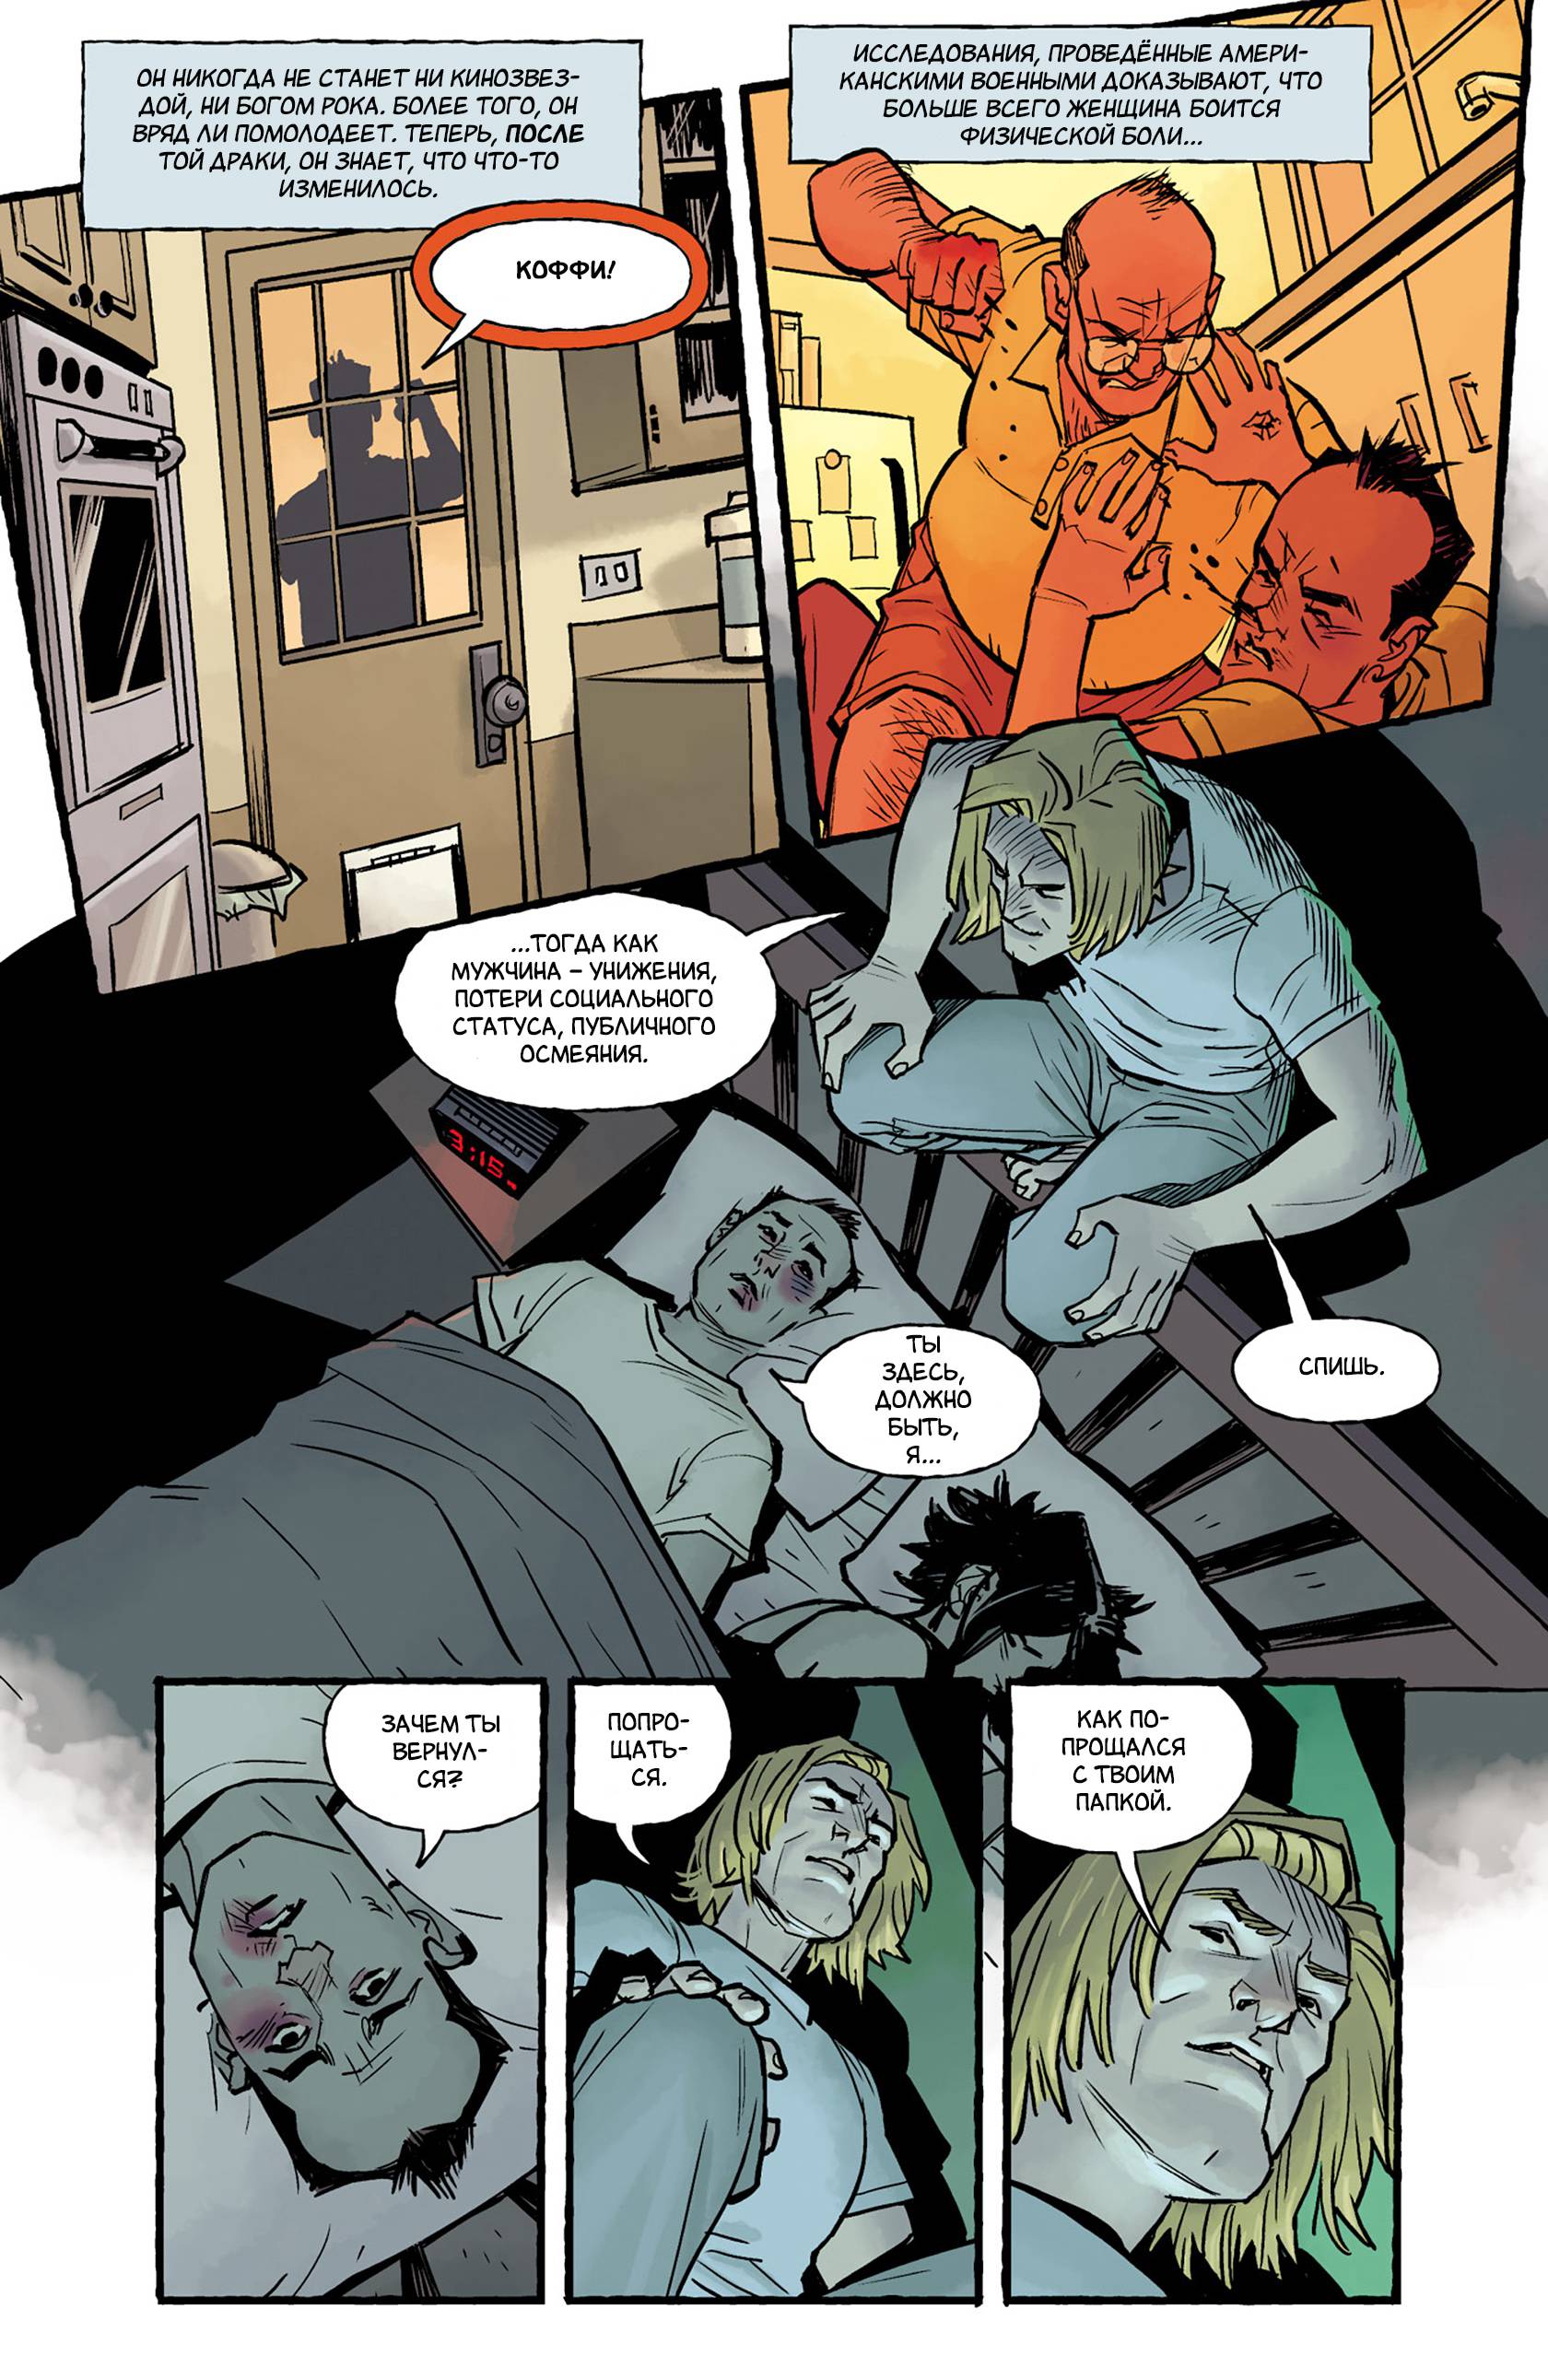 ОН НИКОГДА НЕ СТАНЕТ НИ КИНОЗВЕЗ-
ДОЙ, НИ БОГОМ РОКА. БОЛЕЕ ТОГО, ОН
ВРЯД ЛИ ПОМОЛОДЕЕТ. ТЕПЕРЬ, ПОСЛЕ
ТОЙ ДРАКИ, ОН ЗНАЕТ, ЧТО ЧТО-ТО
ИЗМЕНИЛОСЬ.
КОФФИ!
ИССЛЕДОВАНИЯ, ПРОВЕДЁННЫЕ АМЕРИ-
КАНСКИМИ ВОЕННЫМИ ДОКАЗЫВАЮТ, ЧТО
БОЛЬШЕ ВСЕГО ЖЕНЩИНА БОИТСЯ
ФИЗИЧЕСКОЙ БОЛИ...
...ТОГДА КАК
МУЖЧИНА – УНИЖЕНИЯ,
ПОТЕРИ СОЦИАЛЬНОГО
СТАТУСА, ПУБЛИЧНОГО
ОСМЕЯНИЯ.
3:15
ТЫ
ЗДЕСЬ,
ДОЛЖНО
БЫТЬ,
Я...
СПИШЬ.
ЗАЧЕМ ТЫ
ВЕРНУЛ-
СЯ?
ПОПРО-
ЩАТЬ-
СЯ.
КАК ПО-
ПРОЩАЛСЯ
С ТВОИМ
ПАПКОЙ.